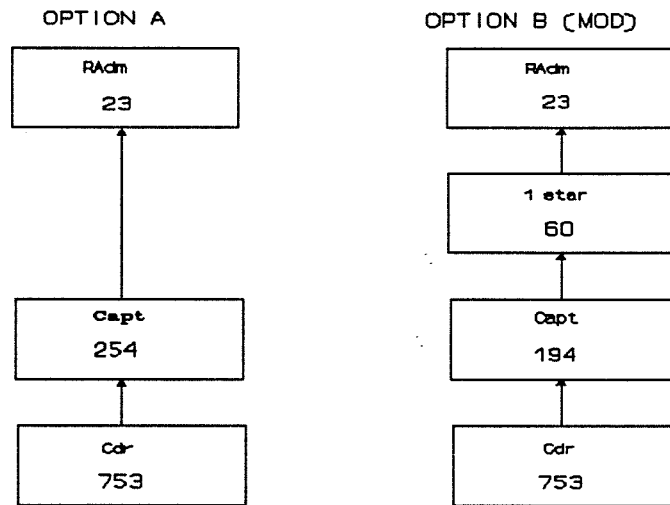 OPTION A
RAdm
23
Capt
254
Cdr
753
OPTION B (MOD)
RAdm
23
1 star
60
Capt
194
Cdr
753